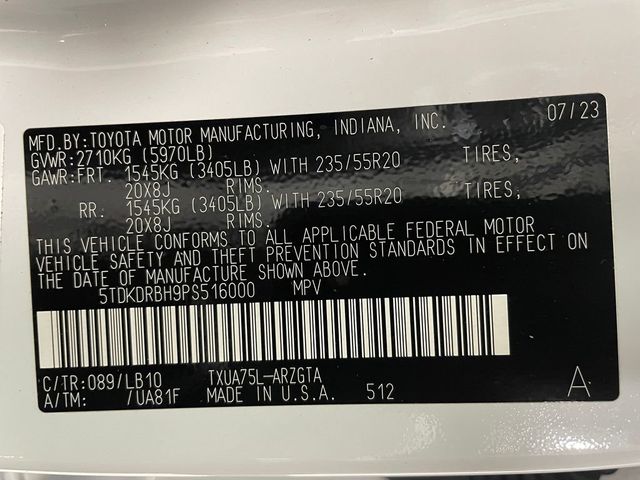 MFD.BY:TOYOTA MOTOR MANUFACTURING, INDIANA, INC. 07/23
GVWR:2710KG (5970LB)
GAWR:FRT. 1545KG (3405LB) WITH 235/55R20 TIRES,
20X8J RIMS.
RR. 1545KG (3405LB) WITH 235/55R20 TIRES,
20X8J RIMS.
THIS VEHICLE CONFORMS TO ALL APPLICABLE FEDERAL MOTOR
VEHICLE SAFETY AND THEFT PREVENTION STANDARDS IN EFFECT ON
THE DATE OF MANUFACTURE SHOWN ABOVE.
5TDKDRBH9PS516000 MPV
C/TR:089/LB10 TXUA75L-ARZGTA
A/TM: /UA81F MADE IN U.S.A. 512 A